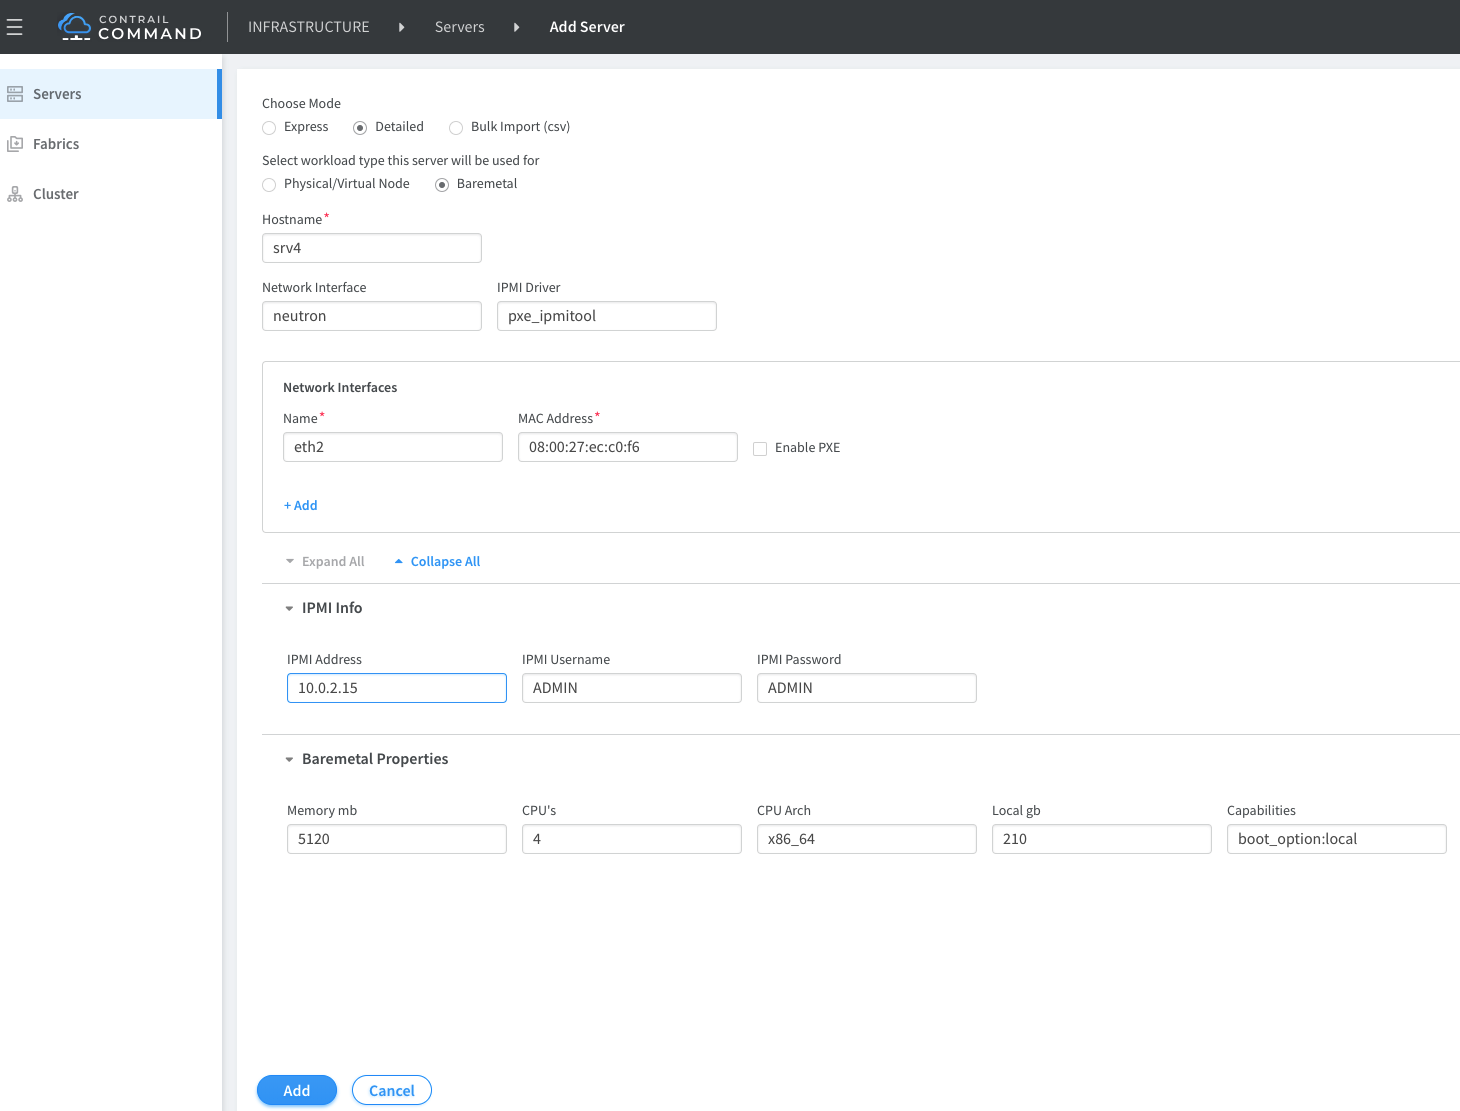 CONTRAIL
COMMAND
INFRASTRUCTURE Servers Add Server
Servers
Fabrics
Cluster
Choose Mode
Express Detailed Bulk Import (csv)
Select workload type this server will be used for
Physical/Virtual Node Baremetal
Hostname*
srv4
Network Interface IPMI Driver
neutron pxe_ipmitool
Network Interfaces
Name* MAC Address*
eth2 08:00:27:ec:c0:f6 Enable PXE
+ Add
Expand All Collapse All
IPMI Info
IPMI Address IPMI Username IPMI Password
10.0.2.15 ADMIN ADMIN
Baremetal Properties
Memory mb CPU's CPU Arch Local gb Capabilities
5120 4 x86_64 210 boot_option:local
Add Cancel